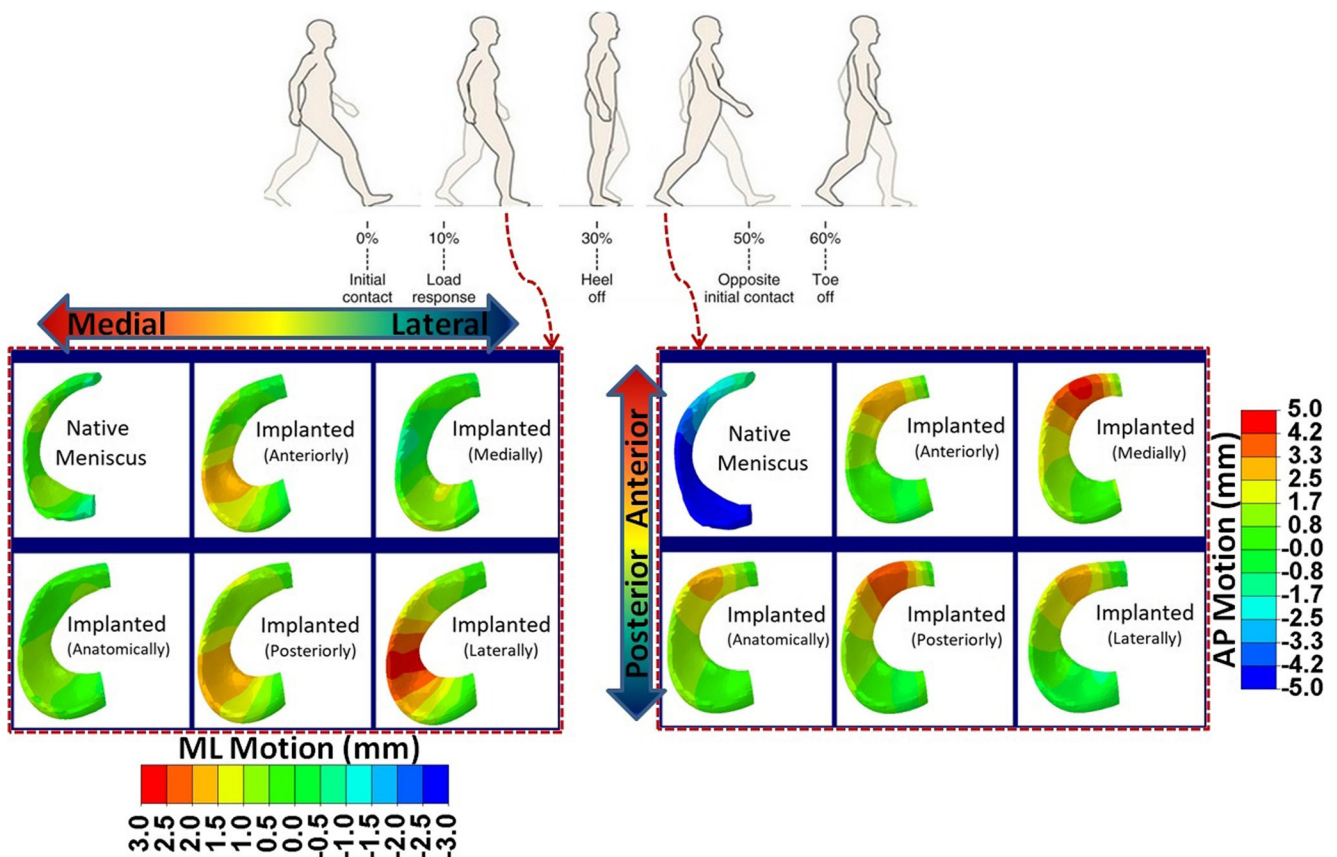 0% 10% 30% 50% 60%
Initial contact
Load response
Heel off
Opposite initial contact
Toe off
Medial Lateral
Native Meniscus
Implanted (Anteriorly)
Implanted (Medially)
Implanted (Anatomically)
Implanted (Posteriorly)
Implanted (Laterally)
ML Motion (mm)
3.0 2.5 2.0 1.5 1.0 0.5 0.0 -0.5 -1.0 -1.5 -2.0 -2.5 -3.0
Posterior Anterior
Native Meniscus
Implanted (Anteriorly)
Implanted (Medially)
Implanted (Anatomically)
Implanted (Posteriorly)
Implanted (Laterally)
AP Motion (mm)
5.0
4.2
3.3
2.5
1.7
0.8
-0.0
-0.8
-1.7
-2.5
-3.3
-4.2
-5.0